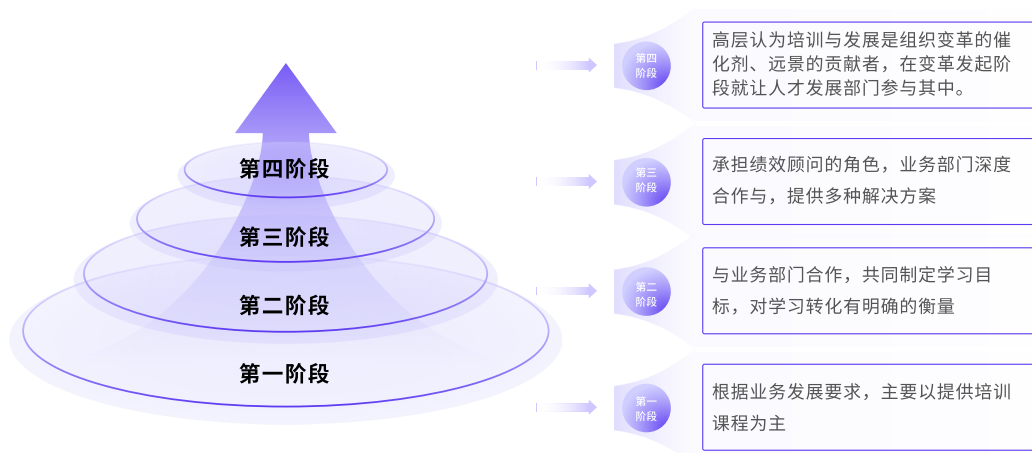 第四阶段
第三阶段
第二阶段
第一阶段
第四
阶段
高层认为培训与发展是组织变革的催
化剂、远景的贡献者，在变革发起阶
段就让人才发展部门参与其中。
第三
阶段
承担绩效顾问的角色，业务部门深度
合作与，提供多种解决方案
第二
阶段
与业务部门合作，共同制定学习目
标，对学习转化有明确的衡量
第一
阶段
根据业务发展要求，主要以提供培训
课程为主